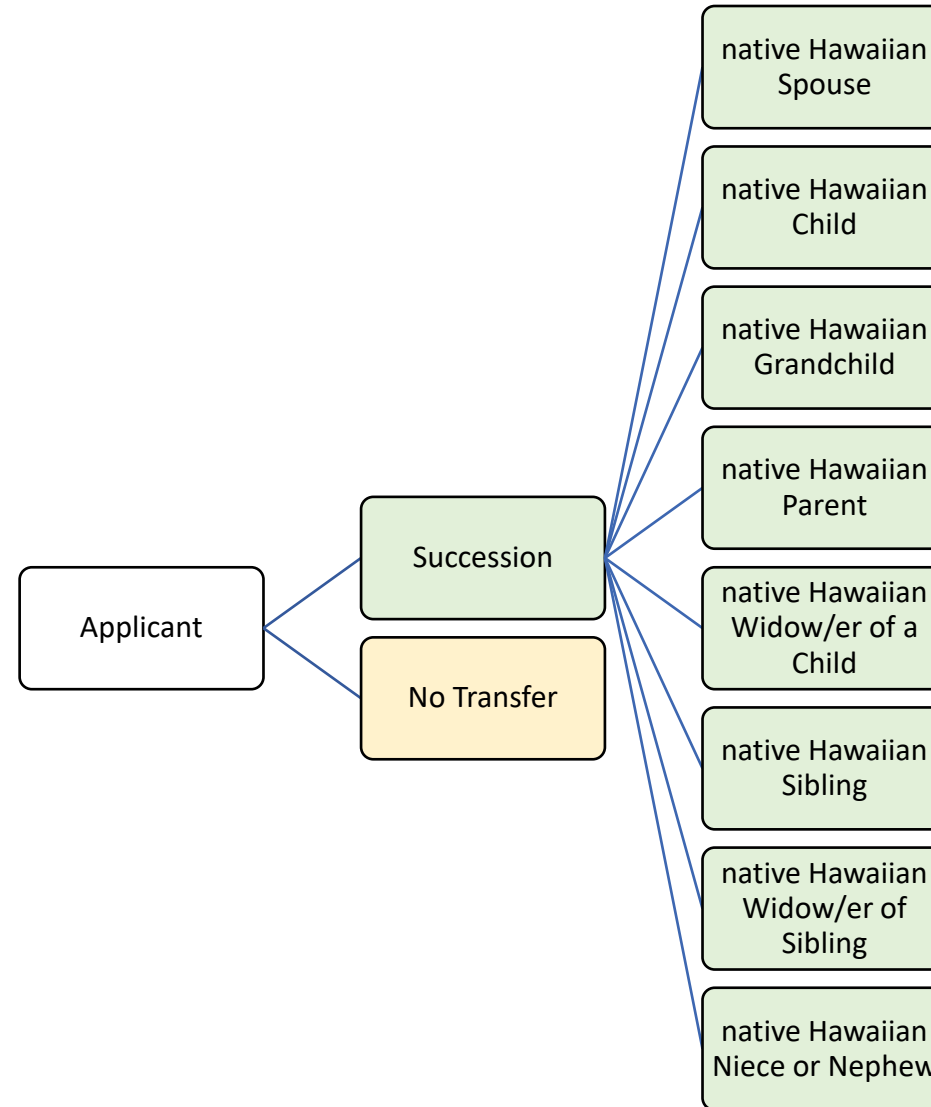 native Hawaiian
Spouse
native Hawaiian
Child
native Hawaiian
Grandchild
native Hawaiian
Parent
Succession
native Hawaiian
Widow/er of a
Child
Applicant
No Transfer
native Hawaiian
Sibling
native Hawaiian
Widow/er of
Sibling
native Hawaiian
Niece or Nephew